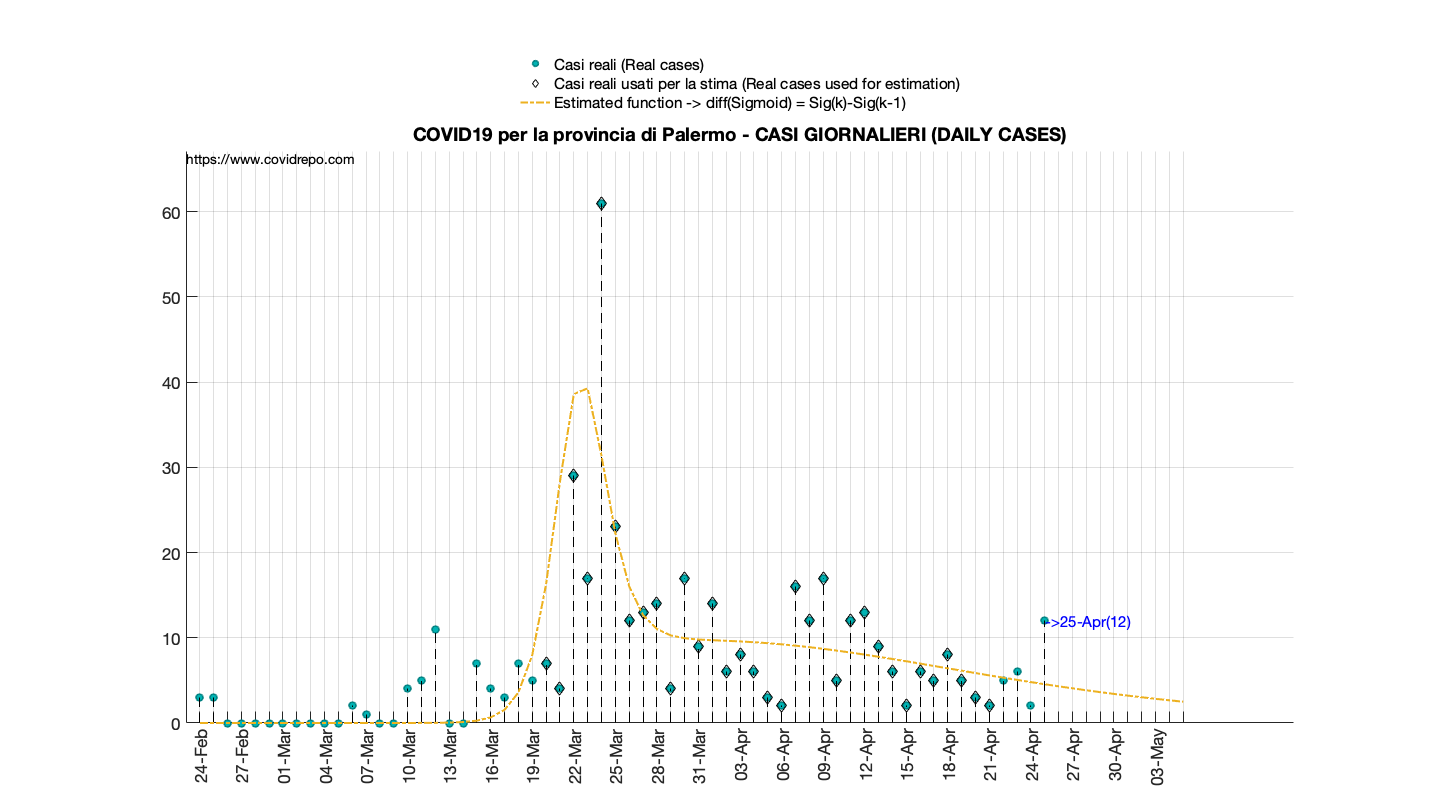 Casi reali (Real cases)
Casi reali usati per la stima (Real cases used for estimation)
Estimated function -> diff(Sigmoid) = Sig(k)-Sig(k-1)
COVID19 per la provincia di Palermo - CASI GIORNALIERI (DAILY CASES)
https://www.covidrepo.com
60
50
40
30
20
10
0
->25-Apr(12)
24-Feb
27-Feb
01-Mar
04-Mar
07-Mar
10-Mar
13-Mar
16-Mar
19-Mar
22-Mar
25-Mar
28-Mar
31-Mar
03-Apr
06-Apr
09-Apr
12-Apr
15-Apr
18-Apr
21-Apr
24-Apr
27-Apr
30-Apr
03-May